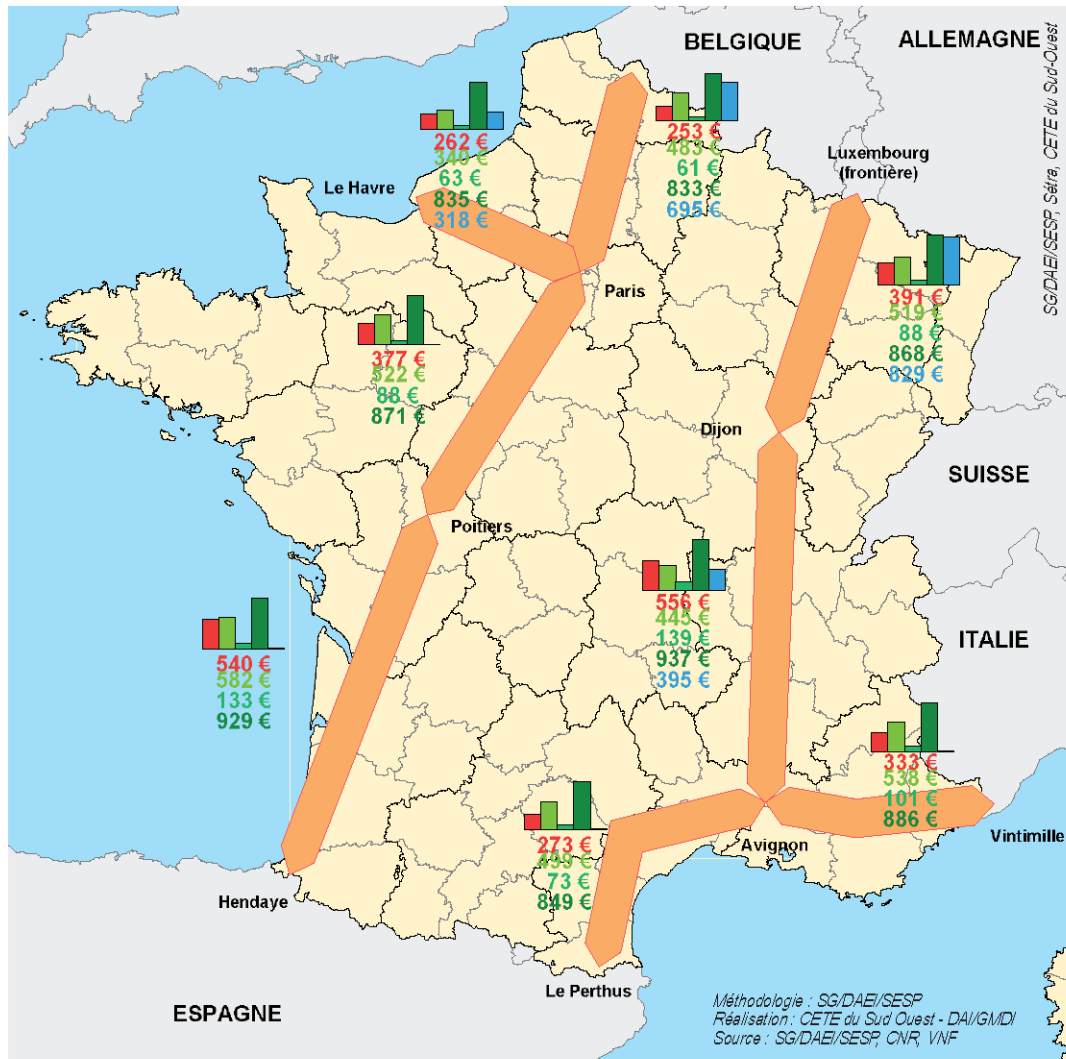 BELGIQUE
ALLEMAGNE
SG/DAEI/SESP, Sétra, CETE du Sud-Ouest
262 €
340 €
63 €
835 €
318 €
253 €
483 €
61 €
833 €
695 €
Luxembourg
(frontière)
Le Havre
391 €
519 €
88 €
868 €
829 €
Paris
377 €
522 €
88 €
871 €
Dijon
SUISSE
Poitiers
556 €
445 €
139 €
937 €
395 €
ITALIE
540 €
582 €
133 €
929 €
333 €
538 €
101 €
886 €
273 €
499 €
73 €
849 €
Avignon
Vintimille
Hendaye
Le Perthus
ESPAGNE
Méthodologie : SG/DAEI/SESP
Réalisation : CETE du Sud Ouest - DAI/GMDI
Source : SG/DAEI/SESP, CNR, VNF